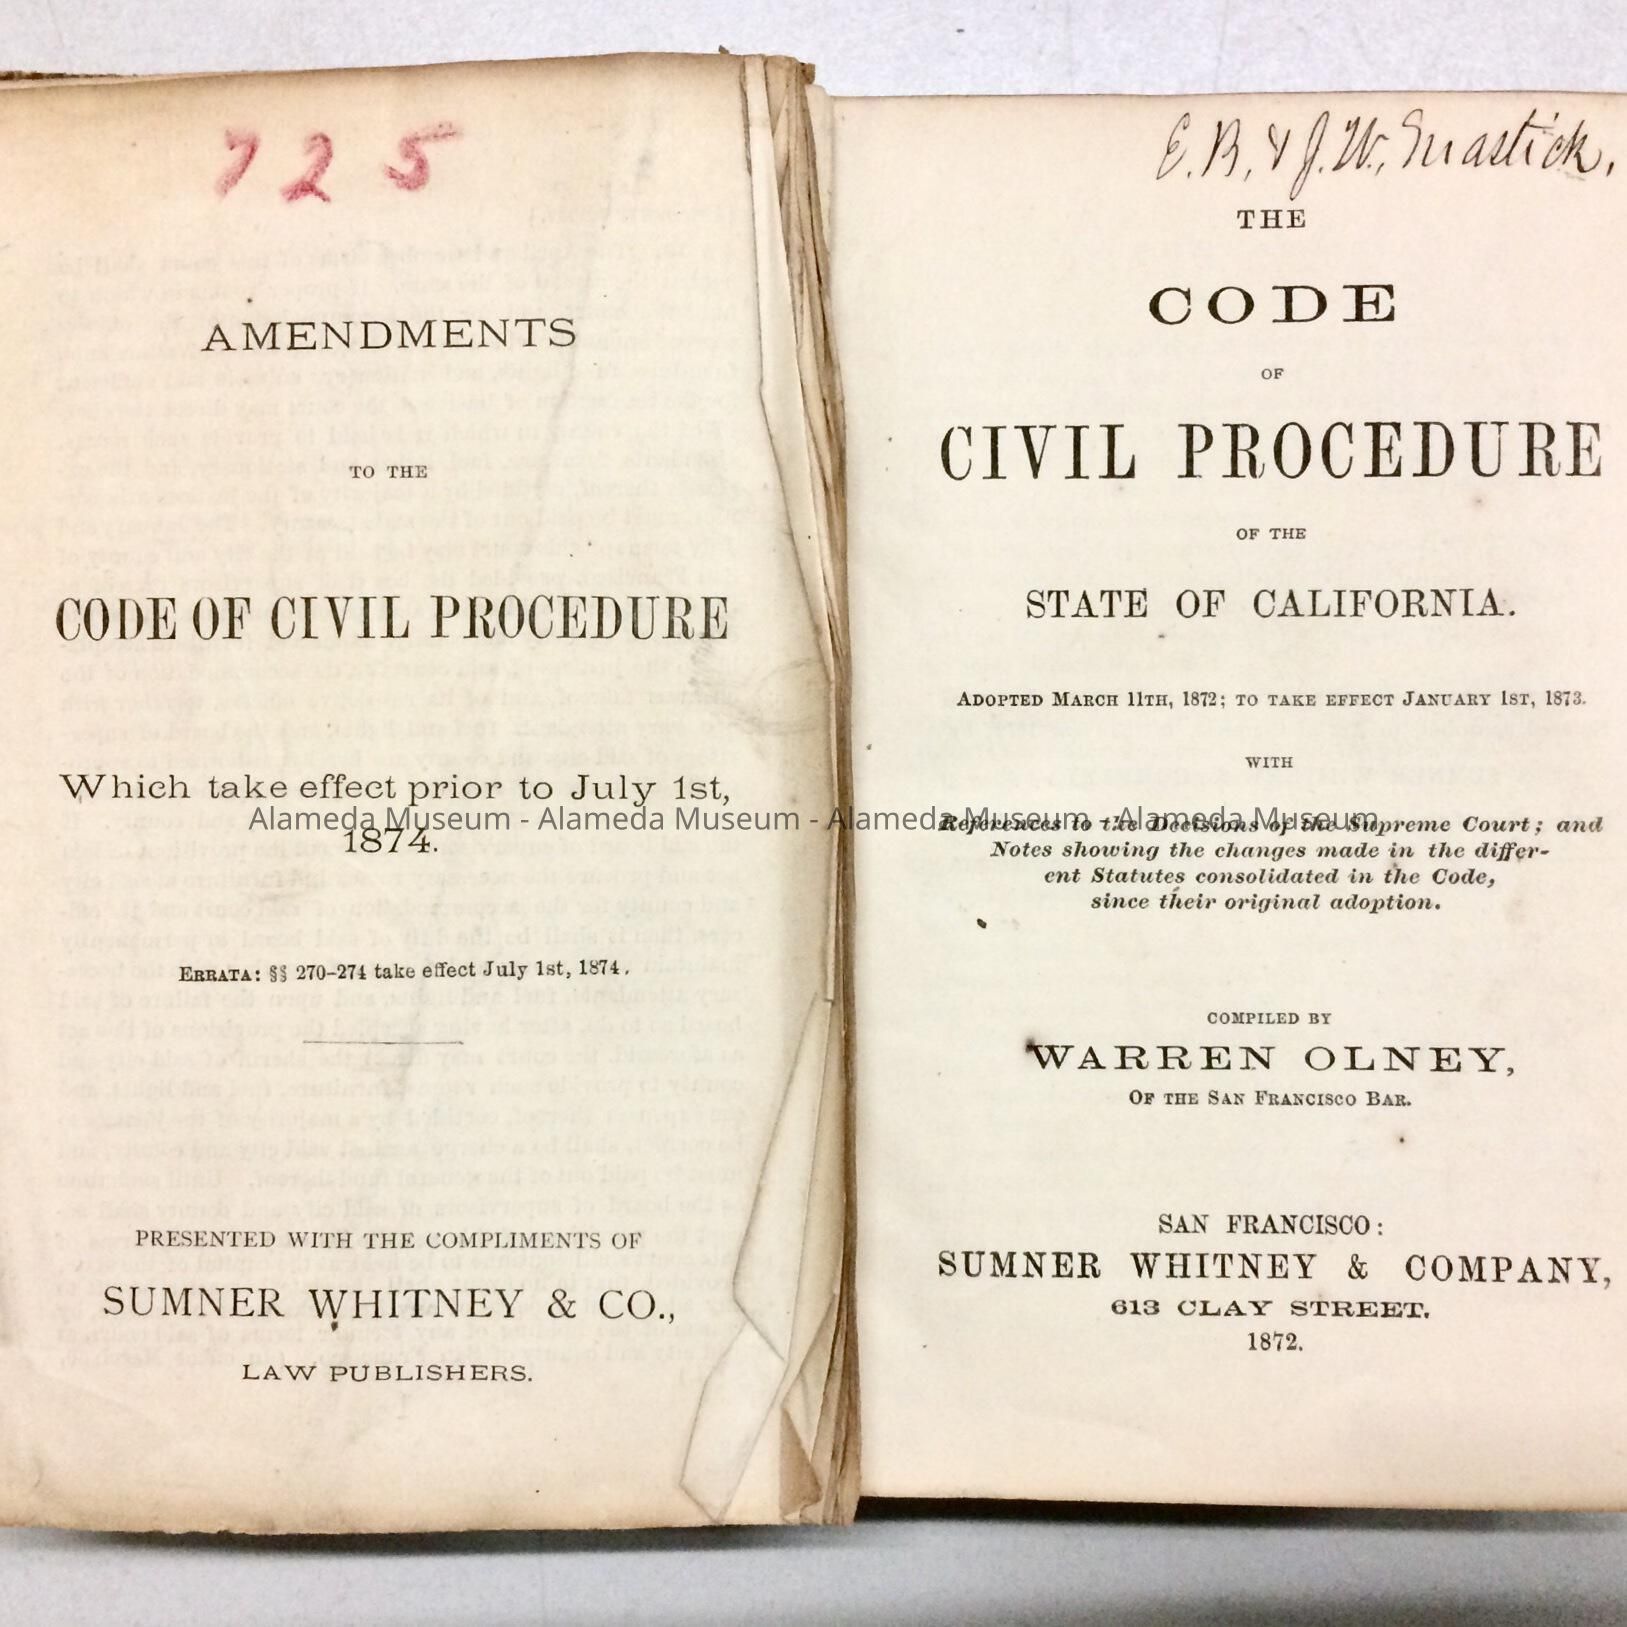 725
AMENDMENTS
TO THE
CODE OF CIVIL PROCEDURE
Which take effect prior to July 1st,
1874.
ERRATA: §§ 270-274 take effect July 1st, 1874.
PRESENTED WITH THE COMPLIMENTS OF
SUMNER WHITNEY & CO.,
LAW PUBLISHERS.
E. B. & J. W. Mastick.
THE
CODE
OF
CIVIL PROCEDURE
OF THE
STATE OF CALIFORNIA.
ADOPTED MARCH 11TH, 1872; TO TAKE EFFECT JANUARY 1ST, 1873.
WITH
References to the Decisions of the Supreme Court; and
Notes showing the changes made in the differ-
ent Statutes consolidated in the Code,
since their original adoption.
COMPILED BY
WARREN OLNEY,
OF THE SAN FRANCISCO BAR.
SAN FRANCISCO:
SUMNER WHITNEY & COMPANY,
613 CLAY STREET.
1872.
Alameda Museum - Alameda Museum - Alameda Museum - Alameda Museum